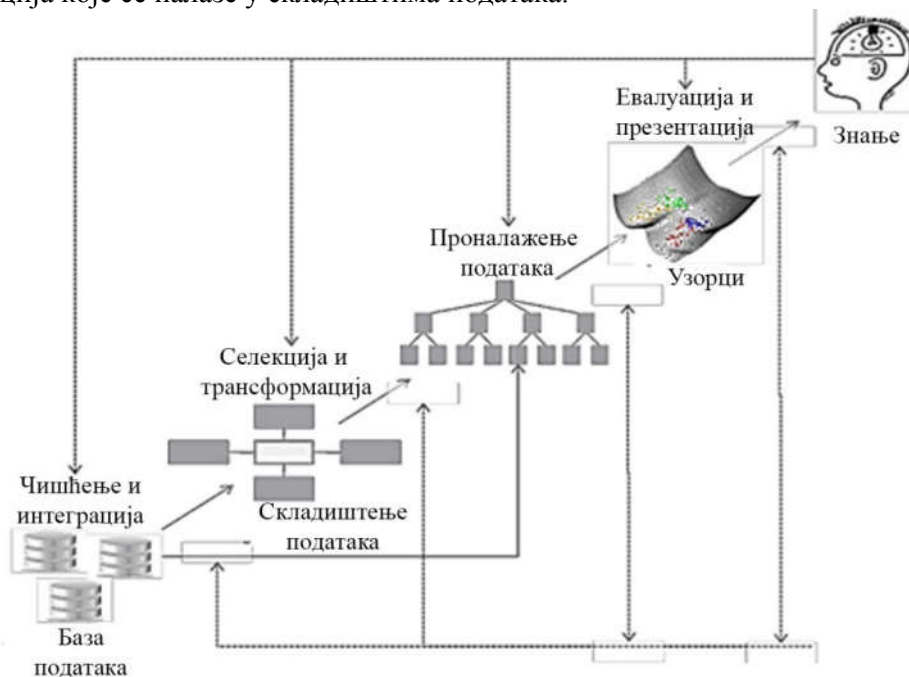 ција које се налазе у складиштима података.
Евалуација и
презентација
Знање
Проналажење
података
Узорци
Селекција и
трансформација
Чишћење и
интеграција
Складиштење
података
База
података